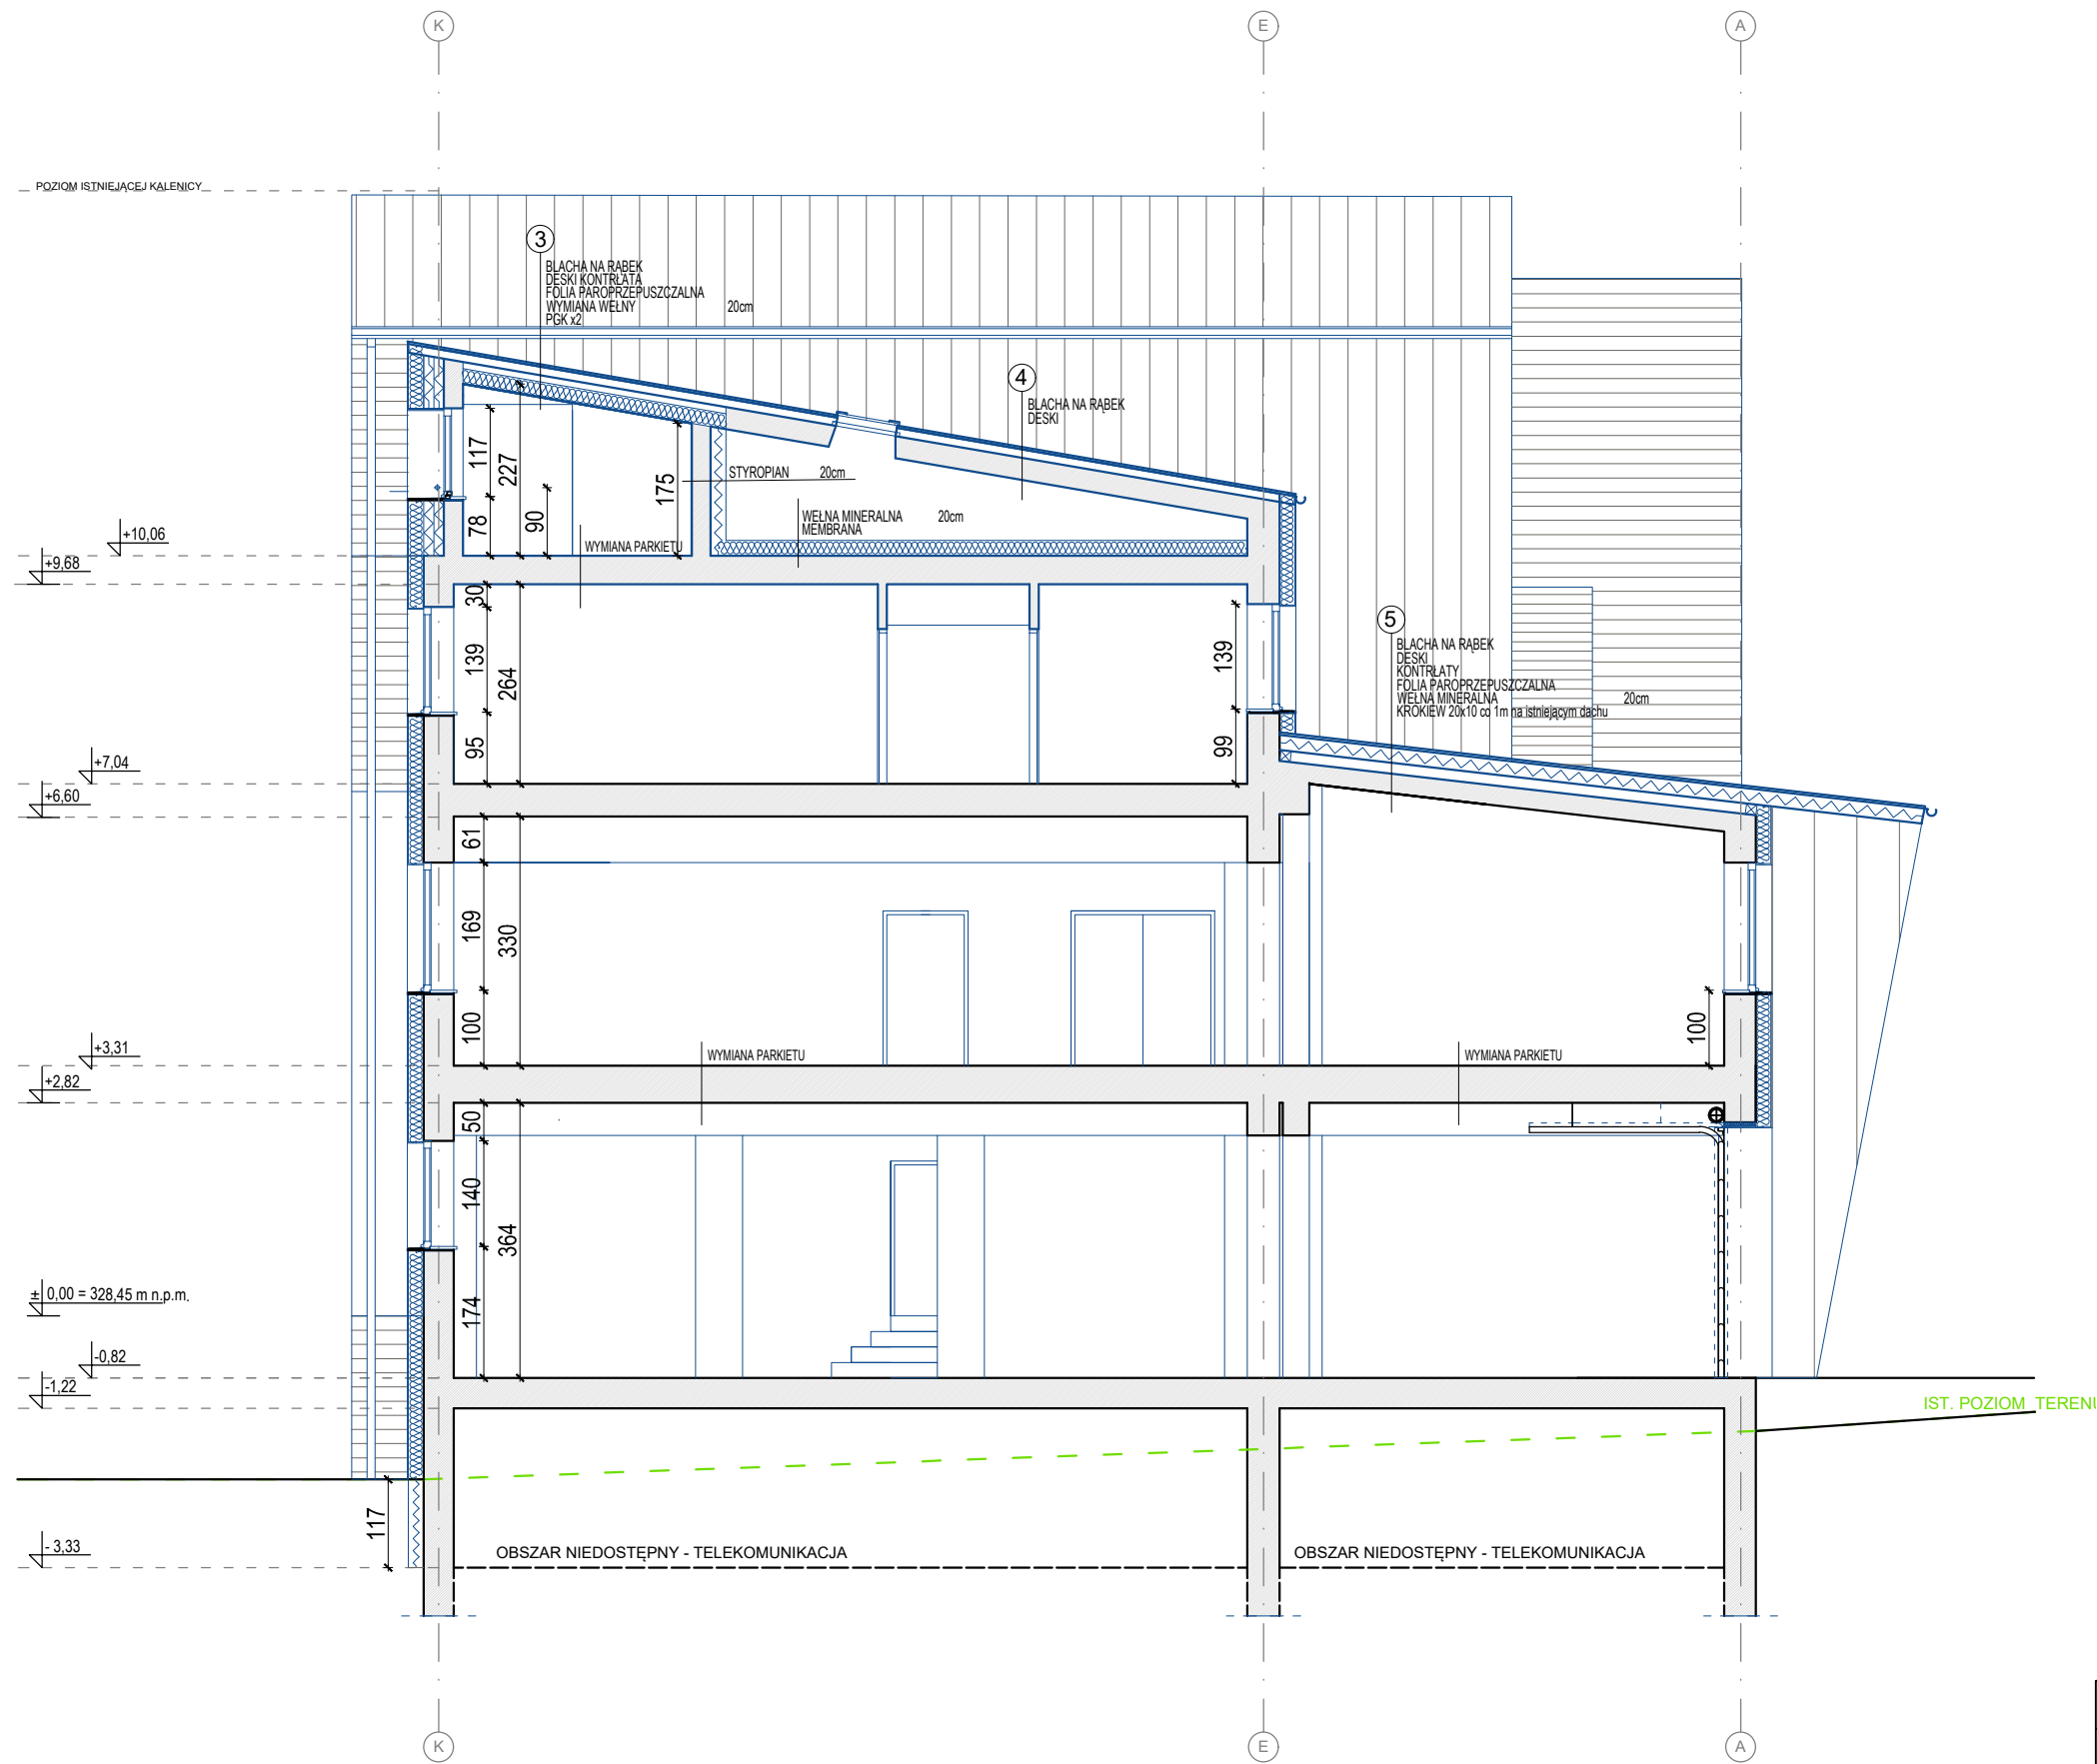 K
E
A
POZIOM ISTNIEJĄCEJ KALENICY
3
BLACHA NA RĄBEK
DESKI KONTRŁATA
FOLIA PAROPRZEPUSZCZALNA
WYMIANA WEŁNY 20cm
PGK x2
4
BLACHA NA RĄBEK
DESKI
117
227
175
STYROPIAN 20cm
78
90
WEŁNA MINERALNA 20cm
MEMBRANA
WYMIANA PARKIETU
+10,06
+9,68
30
139
264
95
139
99
5
BLACHA NA RĄBEK
DESKI
KONTRŁATY
FOLIA PAROPRZEPUSZCZALNA
WEŁNA MINERALNA 20cm
KROKIEW 20x10 co 1m na istniejącym dachu
+7,04
+6,60
61
169
330
100
100
+3,31
WYMIANA PARKIETU
WYMIANA PARKIETU
+2,82
50
140
364
174
± 0,00 = 328,45 m n.p.m.
-0,82
-1,22
IST. POZIOM TERENU
117
- 3,33
OBSZAR NIEDOSTĘPNY - TELEKOMUNIKACJA
OBSZAR NIEDOSTĘPNY - TELEKOMUNIKACJA
K
E
A